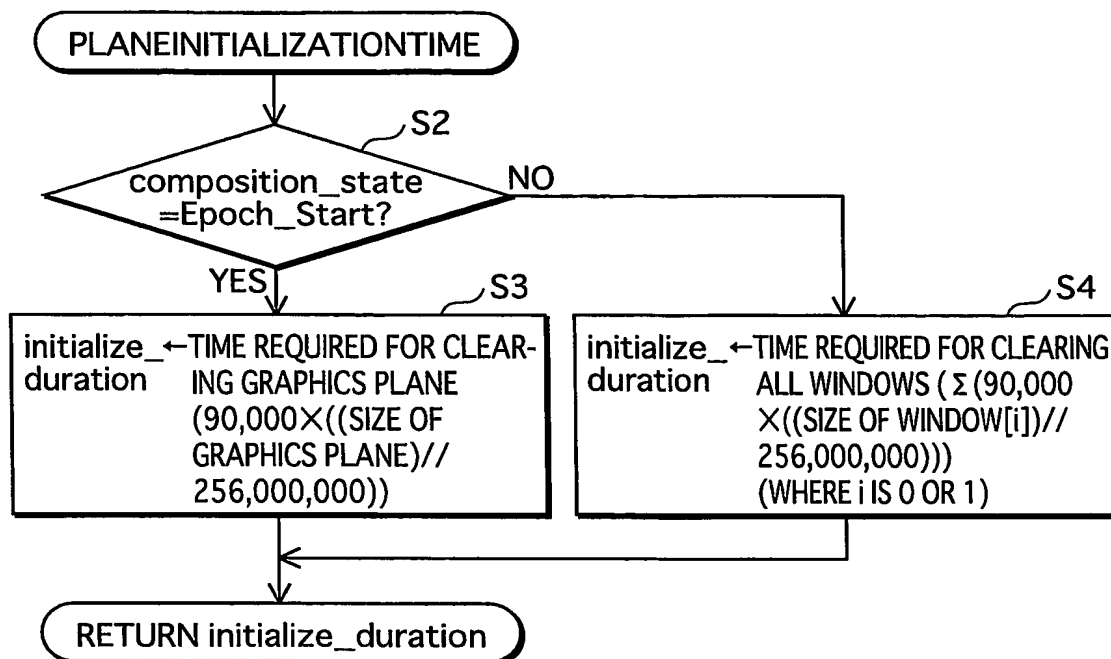 PLANEINITIALIZATIONTIME
S2
composition_state
=Epoch_Start?
NO
YES
S3
initialize_←TIME REQUIRED FOR CLEAR-
duration ING GRAPHICS PLANE
(90,000×((SIZE OF
GRAPHICS PLANE)//
256,000,000))
S4
initialize_←TIME REQUIRED FOR CLEARING
duration ALL WINDOWS (Σ(90,000
×((SIZE OF WINDOW[i])//
256,000,000)))
(WHERE i IS 0 OR 1)
RETURN initialize_duration